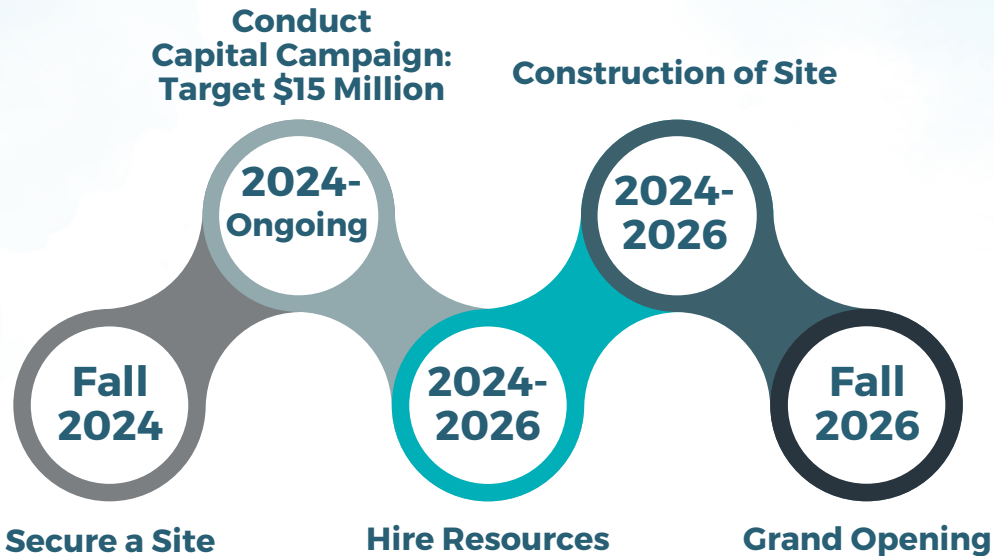 Conduct
Capital Campaign:
Target $15 Million
Construction of Site
2024-
Ongoing
2024-
2026
Fall
2024
2024-
2026
Fall
2026
Secure a Site
Hire Resources
Grand Opening